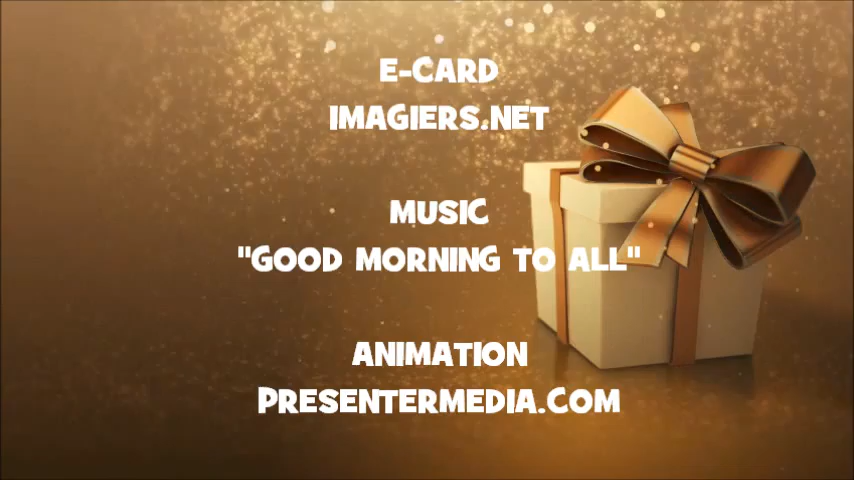 E-CARD
IMAGIERS.NET
MUSIC
"GOOD MORNING TO ALL"
ANIMATION
PRESENTERMEDIA.COM